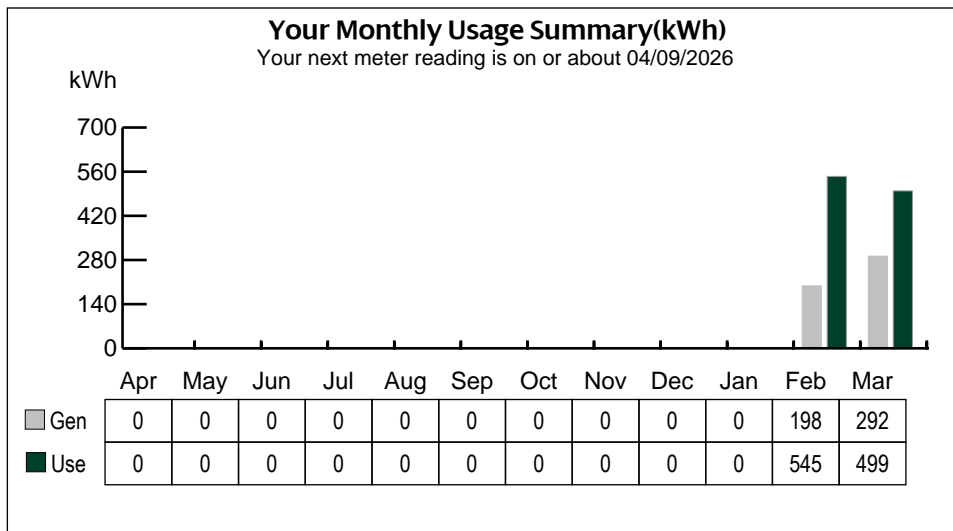 Your Monthly Usage Summary(kWh)
Your next meter reading is on or about 04/09/2026
kWh
700
560
420
280
140
0
Apr May Jun Jul Aug Sep Oct Nov Dec Jan Feb Mar
Gen 0 0 0 0 0 0 0 0 0 0 198 292
Use 0 0 0 0 0 0 0 0 0 0 545 499